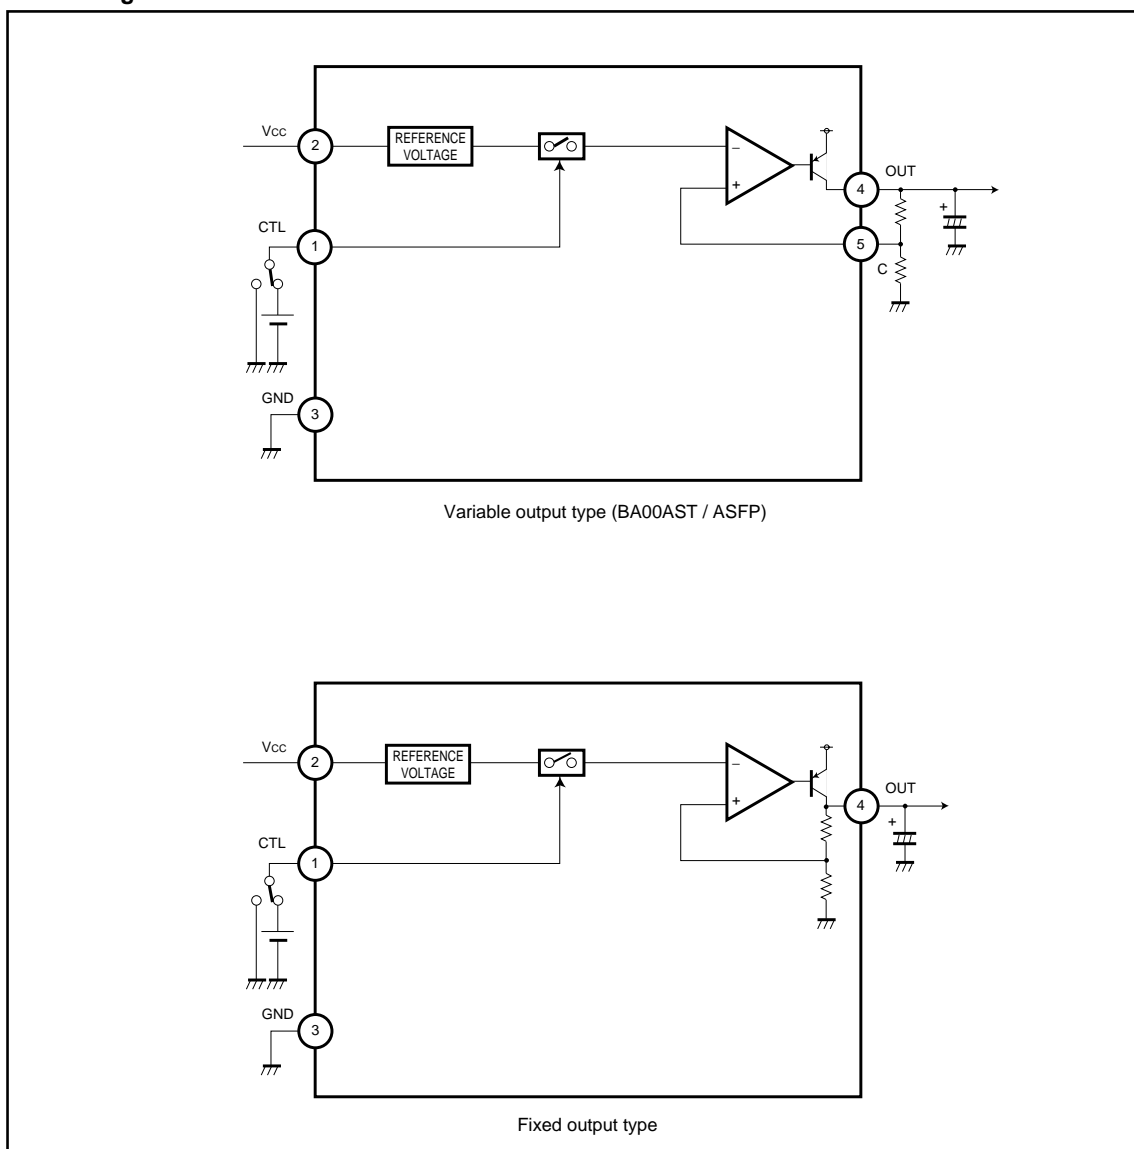 Vcc
2
REFERENCE
VOLTAGE
–
+
OUT
4
+
CTL
1
5
C
GND
3
Variable output type (BA00AST / ASFP)
Vcc
2
REFERENCE
VOLTAGE
–
+
OUT
4
+
CTL
1
GND
3
Fixed output type